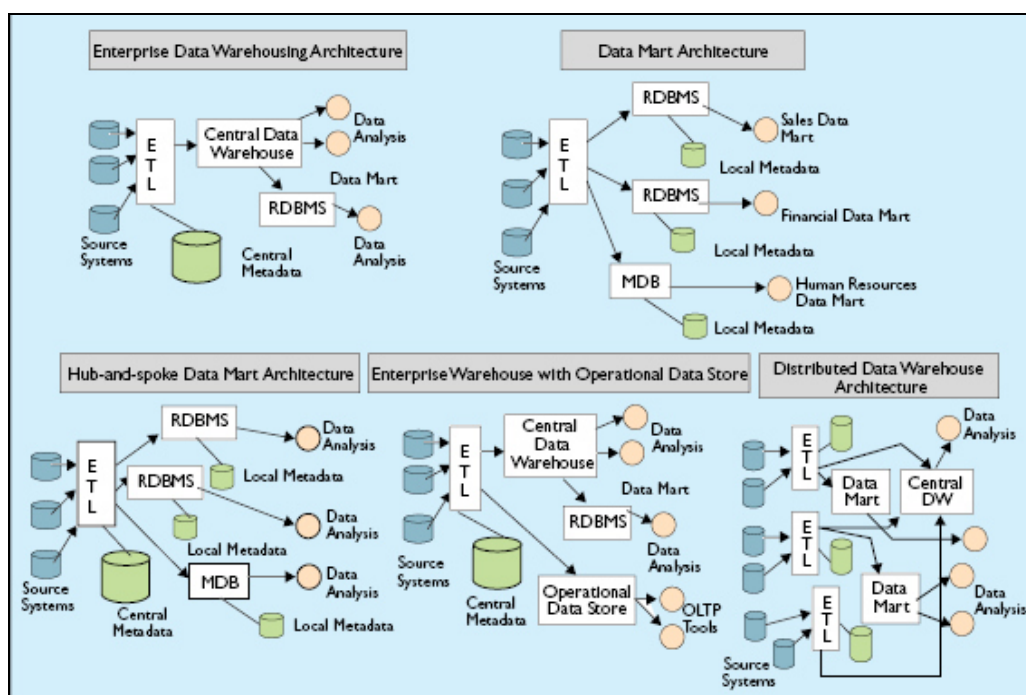 Enterprise Data Warehousing Architecture
E
T
L
Central Data
Warehouse
Data
Analysis
Data Mart
RDBMS
Data
Analysis
Source
Systems
Central
Metadata
Data Mart Architecture
E
T
L
RDBMS
Sales Data
Mart
Local Metadata
RDBMS
Financial Data Mart
Local Metadata
Source
Systems
MDB
Human Resources
Data Mart
Local Metadata
Hub-and-spoke Data Mart Architecture
E
T
L
RDBMS
Data
Analysis
Local Metadata
RDBMS
Data
Analysis
Local Metadata
Source
Systems
MDB
Data
Analysis
Central
Metadata
Local Metadata
Enterprise Warehouse with Operational Data Store
E
T
L
Central
Data
Warehouse
Data
Analysis
Data Mart
RDBMS
Data
Analysis
Source
Systems
Central
Metadata
Operational
Data Store
OLTP
Tools
Distributed Data Warehouse
Architecture
E
T
L
Data
Analysis
Data
Mart
Central
DW
E
T
L
Data
Mart
Data
Analysis
E
T
L
Source
Systems